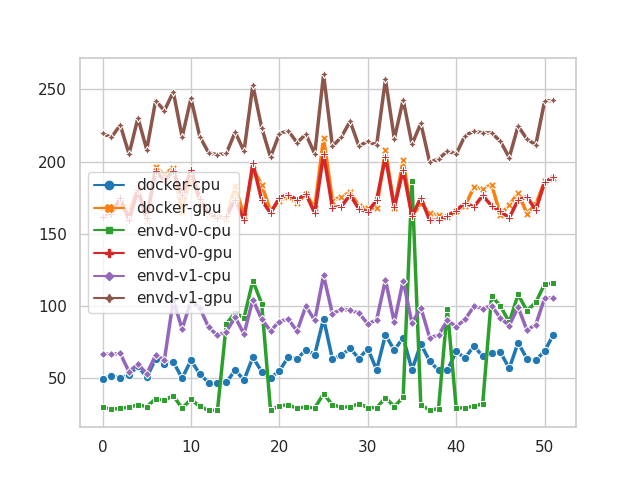 250
200
150
100
50
docker-cpu
docker-gpu
envd-v0-cpu
envd-v0-gpu
envd-v1-cpu
envd-v1-gpu
0 10 20 30 40 50